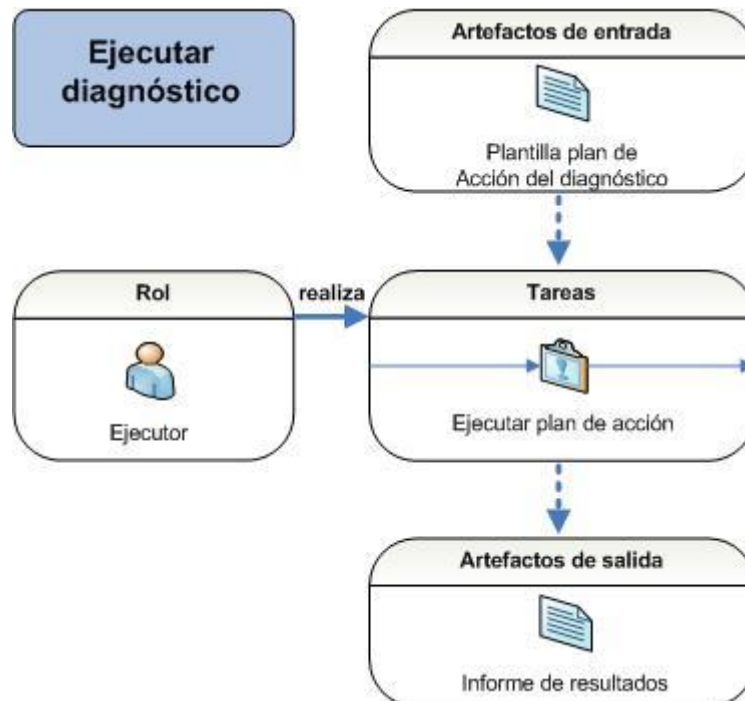 Ejecutar
diagnóstico
Artefactos de entrada
Plantilla plan de
Acción del diagnóstico
Rol
realiza
Tareas
Ejecutor
Ejecutar plan de acción
Artefactos de salida
Informe de resultados